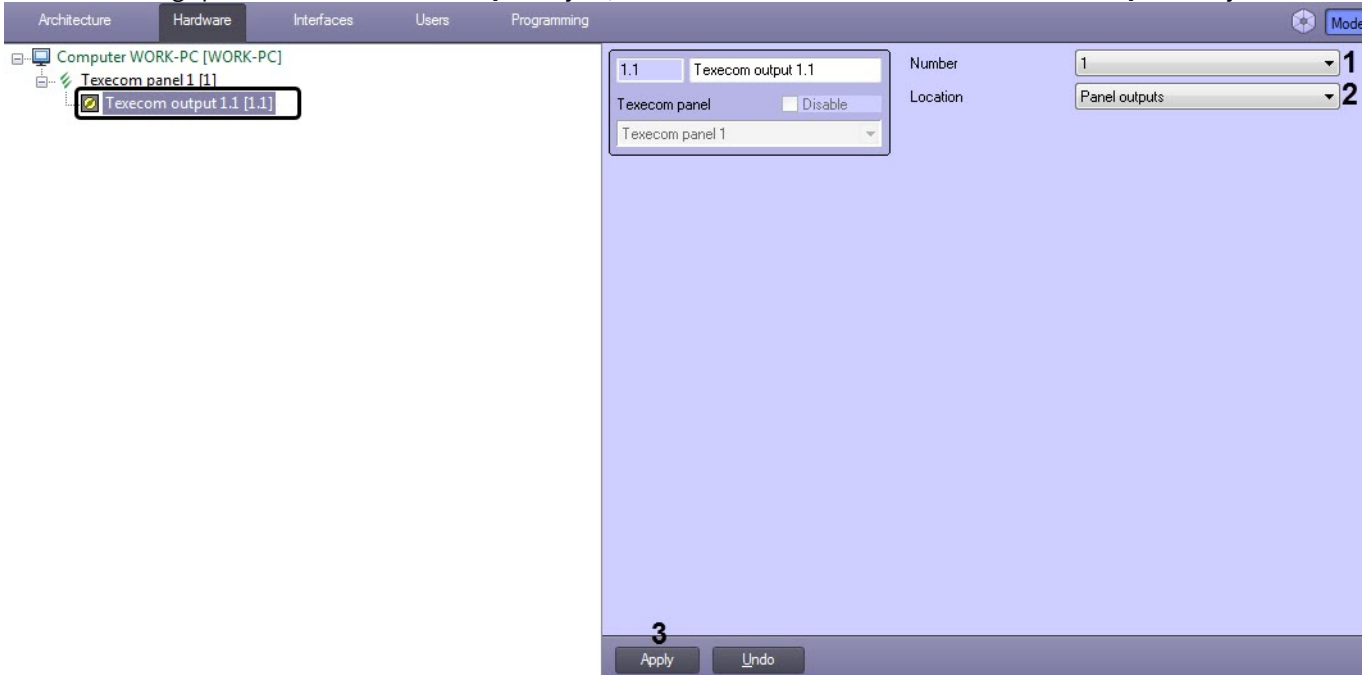 Architecture Hardware Interfaces Users Programming
Computer WORK-PC [WORK-PC]
Texecom panel 1 [1]
Texecom output 1.1 [1.1]
1.1 Texecom output 1.1
Texecom panel Disable
Texecom panel 1
Number 1 1
Location Panel outputs 2
3
Apply Undo